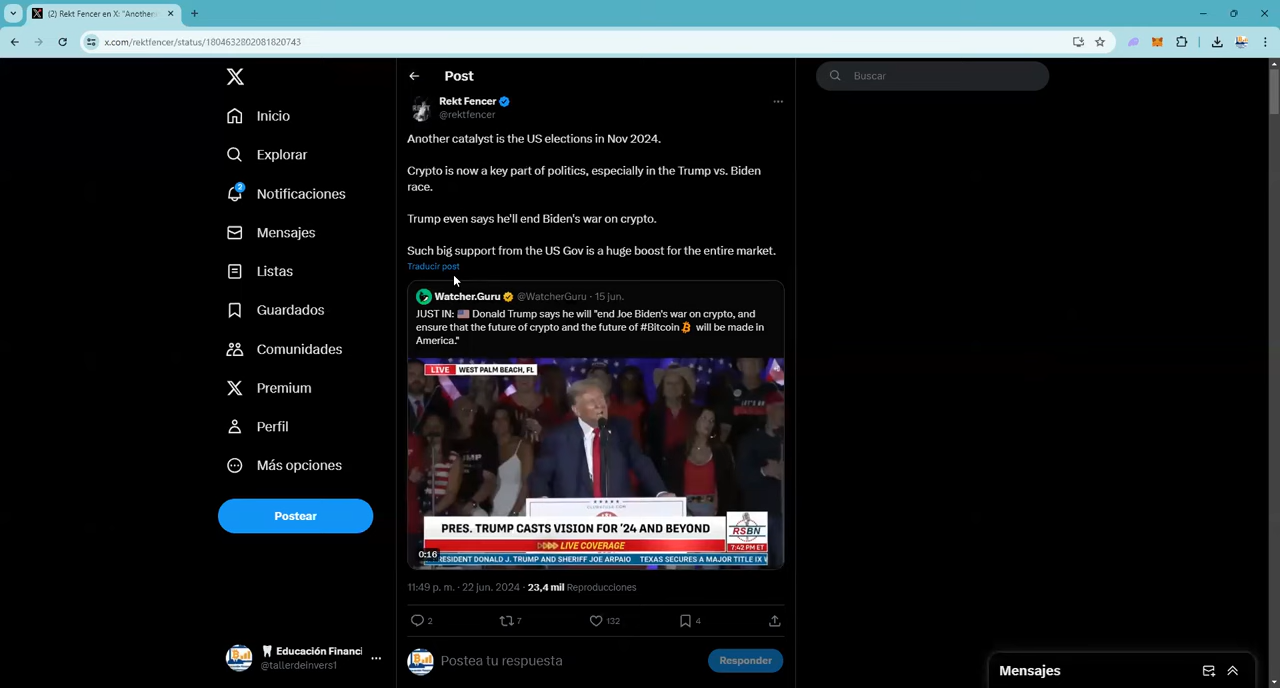 (2) Rekt Fencer en X: "Another
x.com/rektfencer/status/1804632802081820743
Inicio
Explorar
2
Notificaciones
Mensajes
Listas
Guardados
Comunidades
Premium
Perfil
Más opciones
Postear
Educación Financi
@tallerdeinvers1
Post
Rekt Fencer
@rektfencer
Another catalyst is the US elections in Nov 2024.
Crypto is now a key part of politics, especially in the Trump vs. Biden
race.
Trump even says he'll end Biden's war on crypto.
Such big support from the US Gov is a huge boost for the entire market.
Traducir post
Watcher.Guru @WatcherGuru · 15 jun.
JUST IN: 🇺🇸 Donald Trump says he will "end Joe Biden's war on crypto, and
ensure that the future of crypto and the future of #Bitcoin will be made in
America."
LIVE WEST PALM BEACH, FL
PRES. TRUMP CASTS VISION FOR '24 AND BEYOND
LIVE COVERAGE
RSBN
7:42 PM ET
0:16
RESIDENT DONALD J. TRUMP AND SHERIFF JOE ARPAIO TEXAS SECURES A MAJOR TITLE IX
11:49 p. m. · 22 jun. 2024 · 23,4 mil Reproducciones
2 7 132 4
Postea tu respuesta
Responder
Buscar
Mensajes